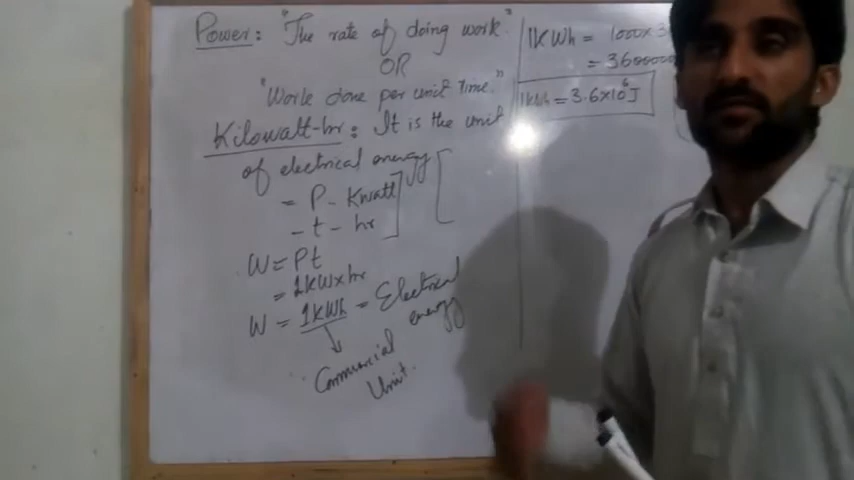 Power: "The rate of doing work."
OR
"Work done per unit Time."
Kilowatt-hr: It is the unit
of electrical energy
= P - Kwatt
- t - hr
W = Pt
= 1KW x hr
W = 1KWh = Electrical
energy
Commercial
Unit.
1KWh = 1000 x 3
= 3600000
1KWh = 3.6 x 10⁶ J